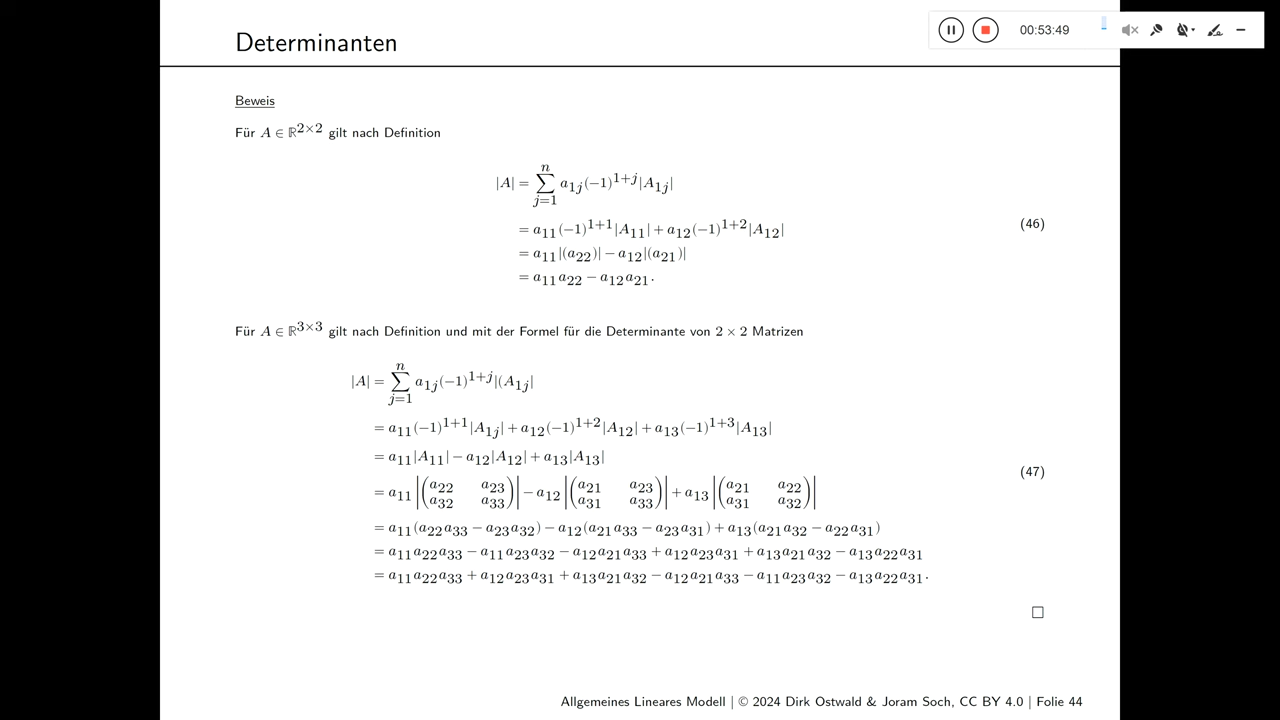 Determinanten
00:53:49
Beweis
Für A ∈ ℝ^{2×2} gilt nach Definition
|A| = ∑_{j=1}^{n} a_{1j}(−1)^{1+j}|A_{1j}|
= a_{11}(−1)^{1+1}|A_{11}| + a_{12}(−1)^{1+2}|A_{12}|
= a_{11}|(a_{22})| − a_{12}|(a_{21})|
= a_{11}a_{22} − a_{12}a_{21}.
(46)
Für A ∈ ℝ^{3×3} gilt nach Definition und mit der Formel für die Determinante von 2 × 2 Matrizen
|A| = ∑_{j=1}^{n} a_{1j}(−1)^{1+j}|(A_{1j}|
= a_{11}(−1)^{1+1}|A_{1j}| + a_{12}(−1)^{1+2}|A_{12}| + a_{13}(−1)^{1+3}|A_{13}|
= a_{11}|A_{11}| − a_{12}|A_{12}| + a_{13}|A_{13}|
(47)
= a_{11} |(a_{22} a_{23} / a_{32} a_{33})| − a_{12} |(a_{21} a_{23} / a_{31} a_{33})| + a_{13} |(a_{21} a_{22} / a_{31} a_{32})|
= a_{11}(a_{22}a_{33} − a_{23}a_{32}) − a_{12}(a_{21}a_{33} − a_{23}a_{31}) + a_{13}(a_{21}a_{32} − a_{22}a_{31})
= a_{11}a_{22}a_{33} − a_{11}a_{23}a_{32} − a_{12}a_{21}a_{33} + a_{12}a_{23}a_{31} + a_{13}a_{21}a_{32} − a_{13}a_{22}a_{31}
= a_{11}a_{22}a_{33} + a_{12}a_{23}a_{31} + a_{13}a_{21}a_{32} − a_{12}a_{21}a_{33} − a_{11}a_{23}a_{32} − a_{13}a_{22}a_{31}.
□
Allgemeines Lineares Modell | © 2024 Dirk Ostwald & Joram Soch, CC BY 4.0 | Folie 44